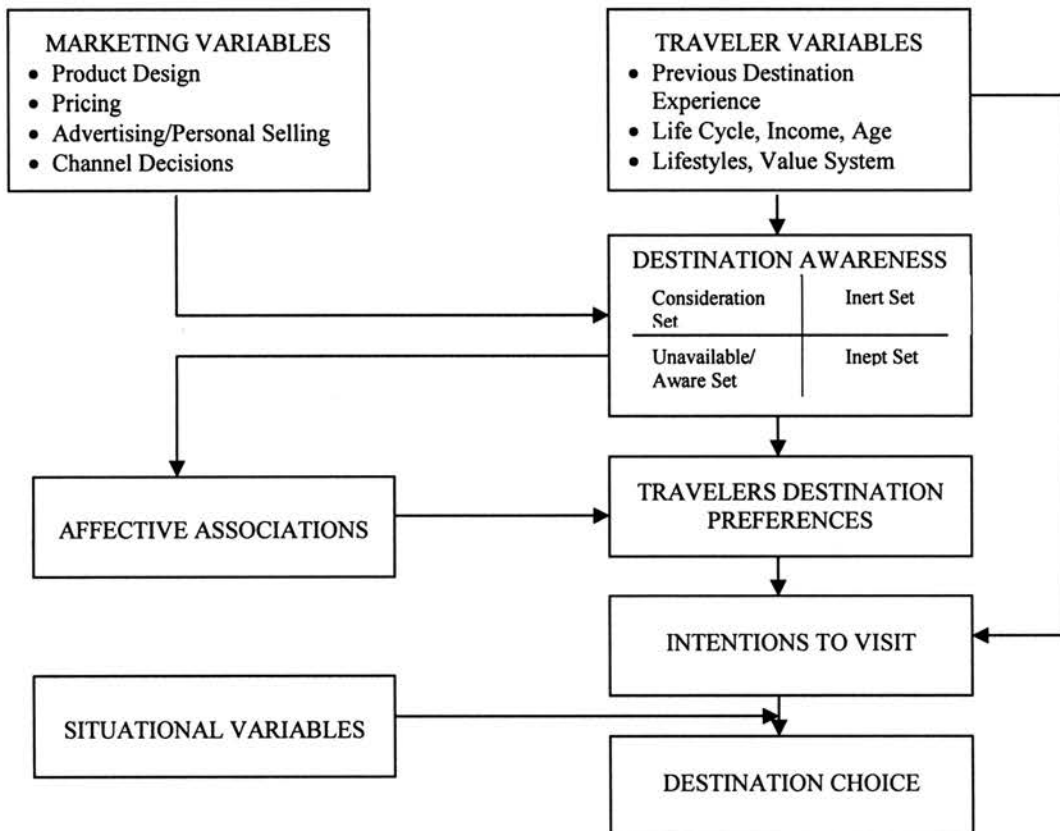 MARKETING VARIABLES
• Product Design
• Pricing
• Advertising/Personal Selling
• Channel Decisions
TRAVELER VARIABLES
• Previous Destination
Experience
• Life Cycle, Income, Age
• Lifestyles, Value System
DESTINATION AWARENESS
Consideration
Set
Inert Set
Unavailable/
Aware Set
Inept Set
AFFECTIVE ASSOCIATIONS
TRAVELERS DESTINATION
PREFERENCES
INTENTIONS TO VISIT
SITUATIONAL VARIABLES
DESTINATION CHOICE